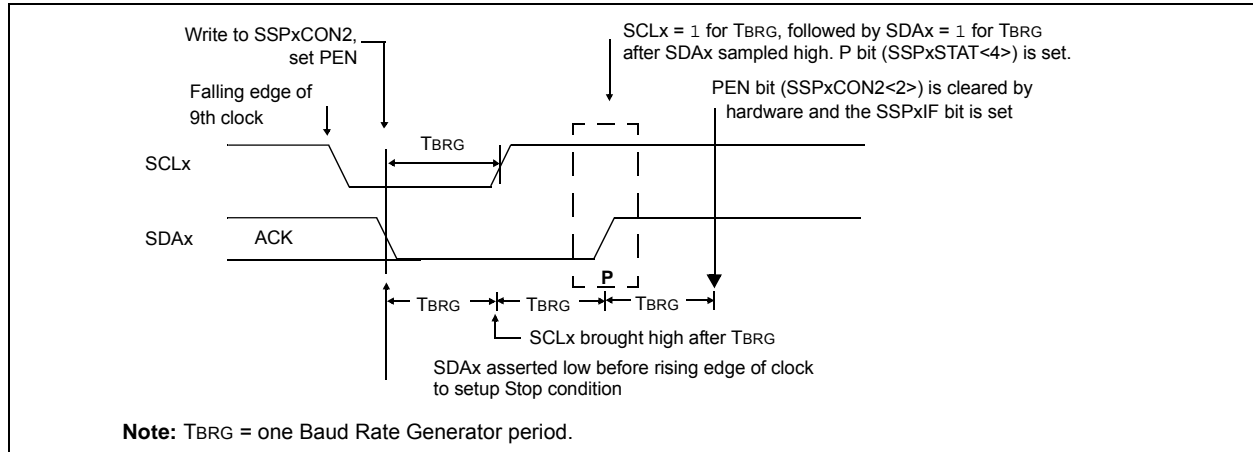 Write to SSPxCON2,
set PEN
SCLx = 1 for TBRG, followed by SDAx = 1 for TBRG
after SDAx sampled high. P bit (SSPxSTAT<4>) is set.
Falling edge of
9th clock
PEN bit (SSPxCON2<2>) is cleared by
hardware and the SSPxIF bit is set
TBRG
SCLx
SDAx
ACK
P
TBRG
TBRG
TBRG
SCLx brought high after TBRG
SDAx asserted low before rising edge of clock
to setup Stop condition
Note: TBRG = one Baud Rate Generator period.